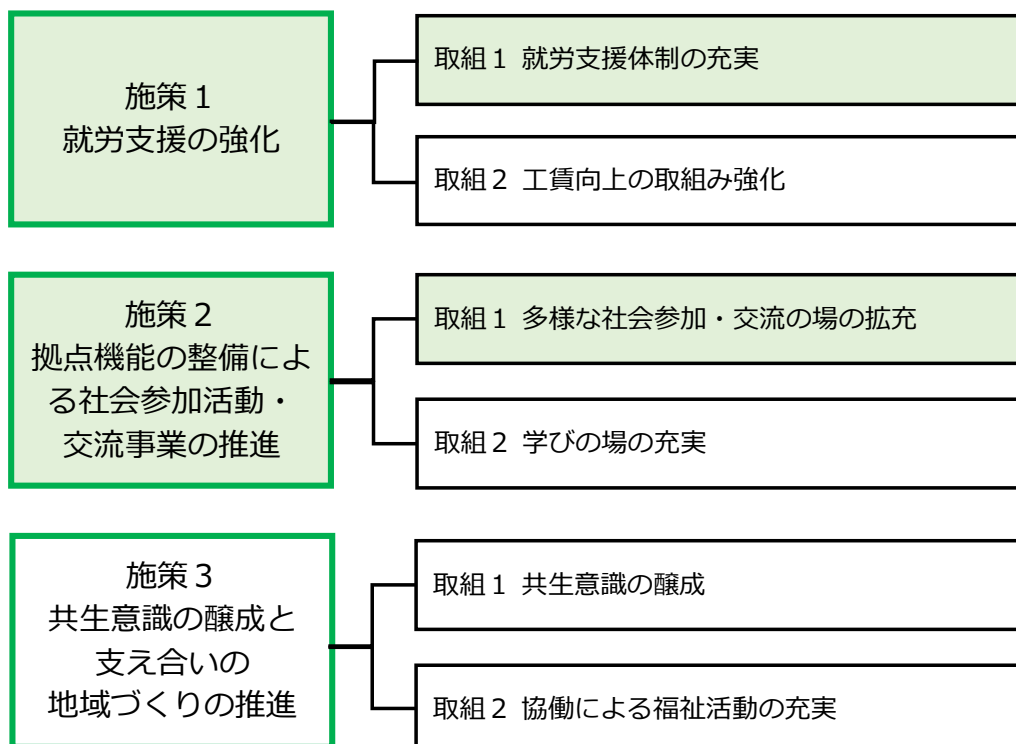 施策１
就労支援の強化
取組１ 就労支援体制の充実
取組２ 工賃向上の取組み強化
施策２
拠点機能の整備によ
る社会参加活動・
交流事業の推進
取組１ 多様な社会参加・交流の場の拡充
取組２ 学びの場の充実
施策３
共生意識の醸成と
支え合いの
地域づくりの推進
取組１ 共生意識の醸成
取組２ 協働による福祉活動の充実